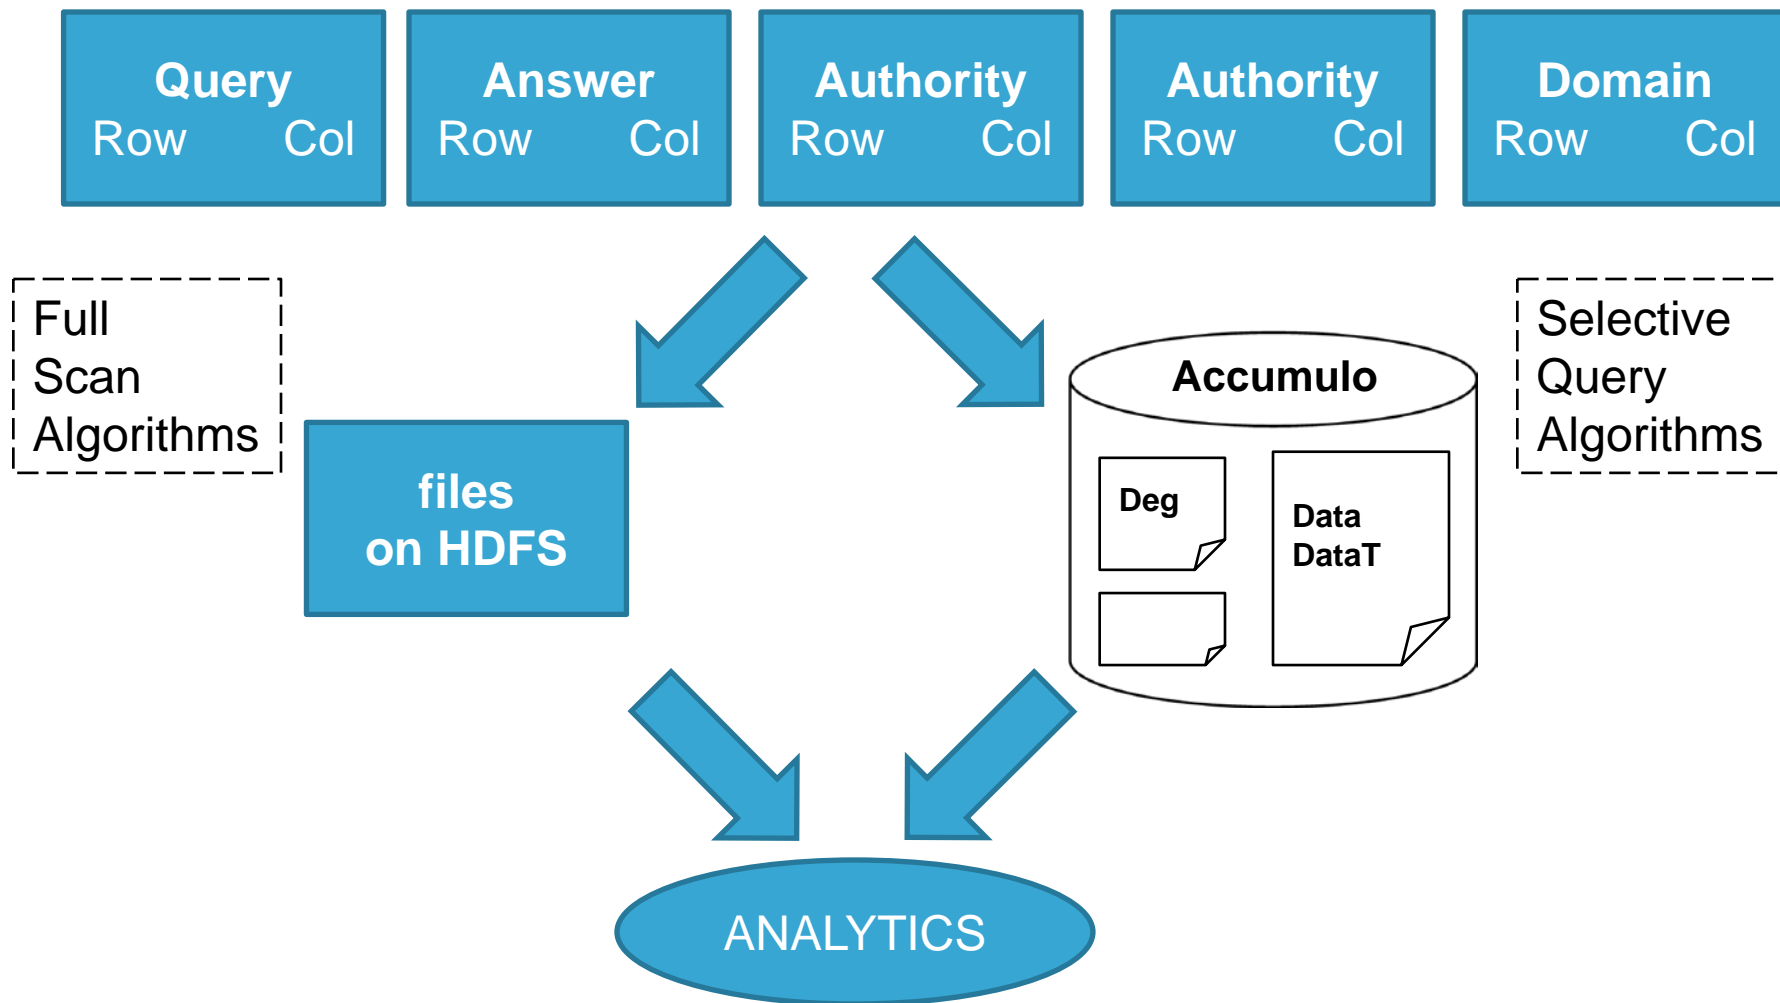 Query
Row Col
Answer
Row Col
Authority
Row Col
Authority
Row Col
Domain
Row Col
Full
Scan
Algorithms
files
on HDFS
Accumulo
Deg
Data
DataT
Selective
Query
Algorithms
ANALYTICS